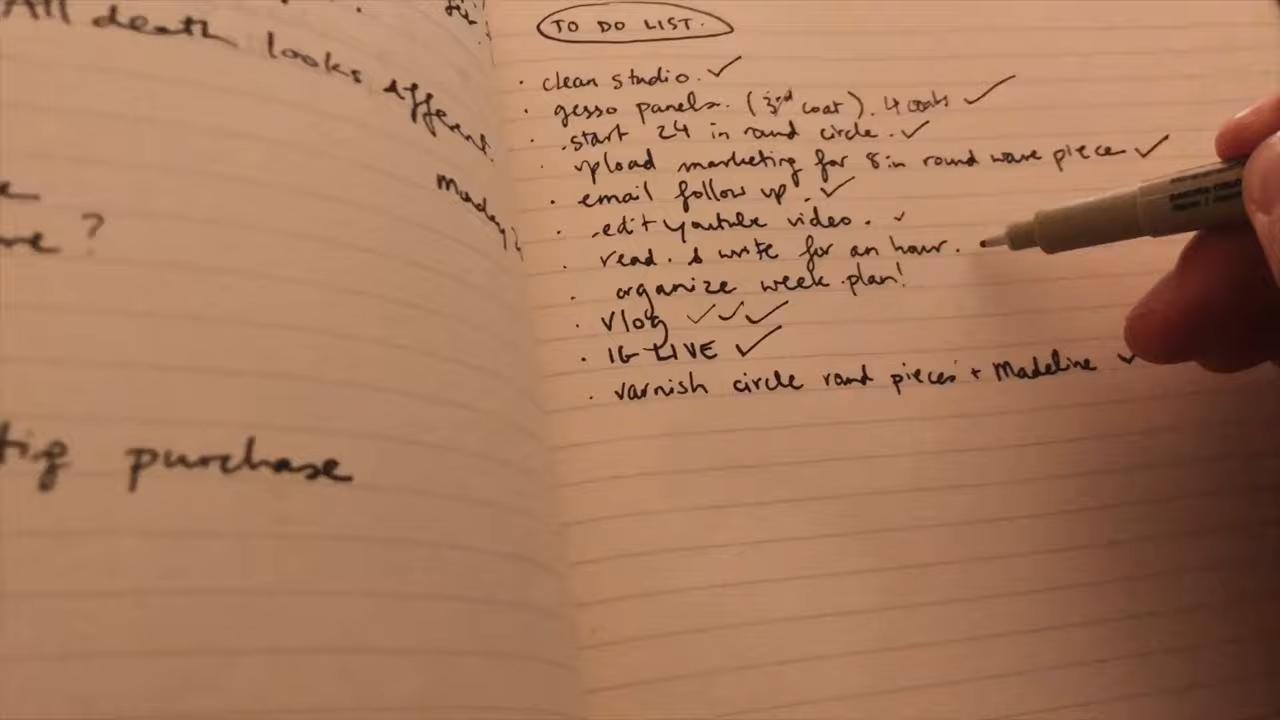 All death looks
?
purchase
TO DO LIST.
· clean studio. ✓
· gesso panels. (3rd coat). 4 coats ✓
· .start 24 in round circle. ✓
· upload marketing for 8 in round wave piece ✓
· email follow up. ✓
· .edit youtube video. ✓
· read. & write for an hour.
· organize week plan!
· Vlog ✓✓✓
· IG LIVE ✓
· varnish circle rond pieces + Madeline ✓